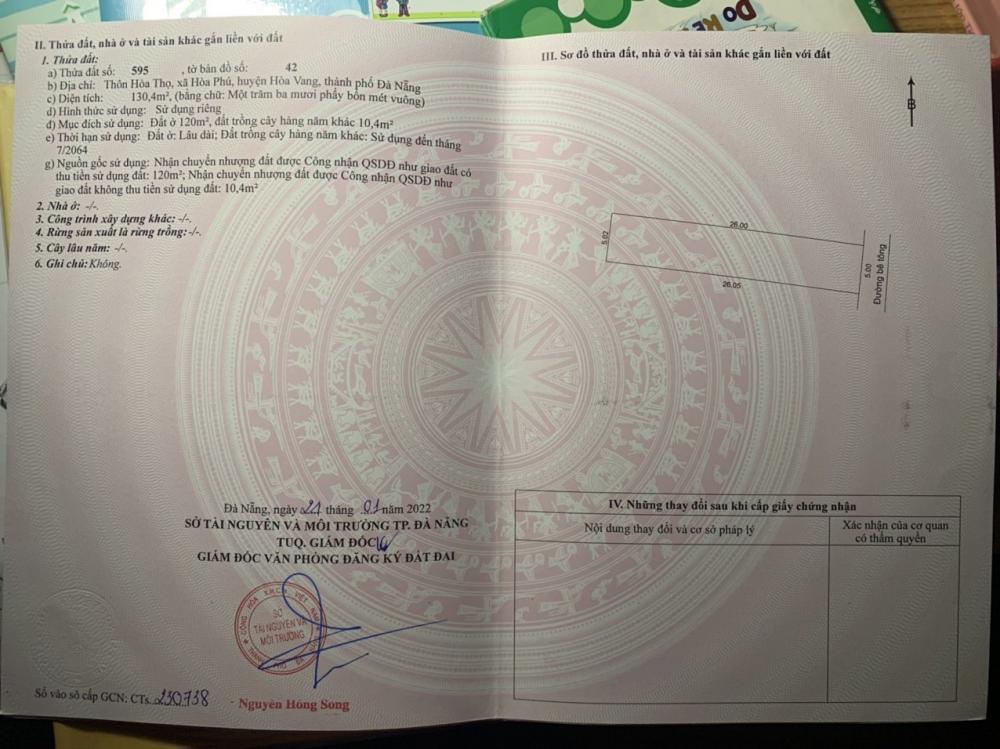 II. Thửa đất, nhà ở và tài sản khác gắn liền với đất
1. Thửa đất:
a) Thửa đất số: 595 , tờ bản đồ số: 42
b) Địa chỉ: Thôn Hòa Thọ, xã Hòa Phú, huyện Hòa Vang, thành phố Đà Nẵng
c) Diện tích: 130,4m², (bằng chữ: Một trăm ba mươi phẩy bốn mét vuông)
d) Hình thức sử dụng: Sử dụng riêng
đ) Mục đích sử dụng: Đất ở 120m², đất trồng cây hàng năm khác 10,4m²
e) Thời hạn sử dụng: Đất ở: Lâu dài; Đất trồng cây hàng năm khác: Sử dụng đến tháng
7/2064
g) Nguồn gốc sử dụng: Nhận chuyển nhượng đất được Công nhận QSDĐ như giao đất có
thu tiền sử dụng đất: 120m²; Nhận chuyển nhượng đất được Công nhận QSDĐ như
giao đất không thu tiền sử dụng đất: 10,4m²
2. Nhà ở: -/-.
3. Công trình xây dựng khác: -/-.
4. Rừng sản xuất là rừng trồng: -/-.
5. Cây lâu năm: -/-.
6. Ghi chú: Không.
Đà Nẵng, ngày 21 tháng 01 năm 2022
SỞ TÀI NGUYÊN VÀ MÔI TRƯỜNG TP. ĐÀ NẴNG
TUQ. GIÁM ĐỐC
GIÁM ĐỐC VĂN PHÒNG ĐĂNG KÝ ĐẤT ĐAI
SỞ
TÀI NGUYÊN VÀ
MÔI TRƯỜNG
Nguyễn Hồng Song
Số vào sổ cấp GCN: CTs 230738
III. Sơ đồ thửa đất, nhà ở và tài sản khác gắn liền với đất
B
26.00
5.02
26.05
5.00
Đường bê tông
IV. Những thay đổi sau khi cấp giấy chứng nhận
Nội dung thay đổi và cơ sở pháp lý
Xác nhận của cơ quan
có thẩm quyền